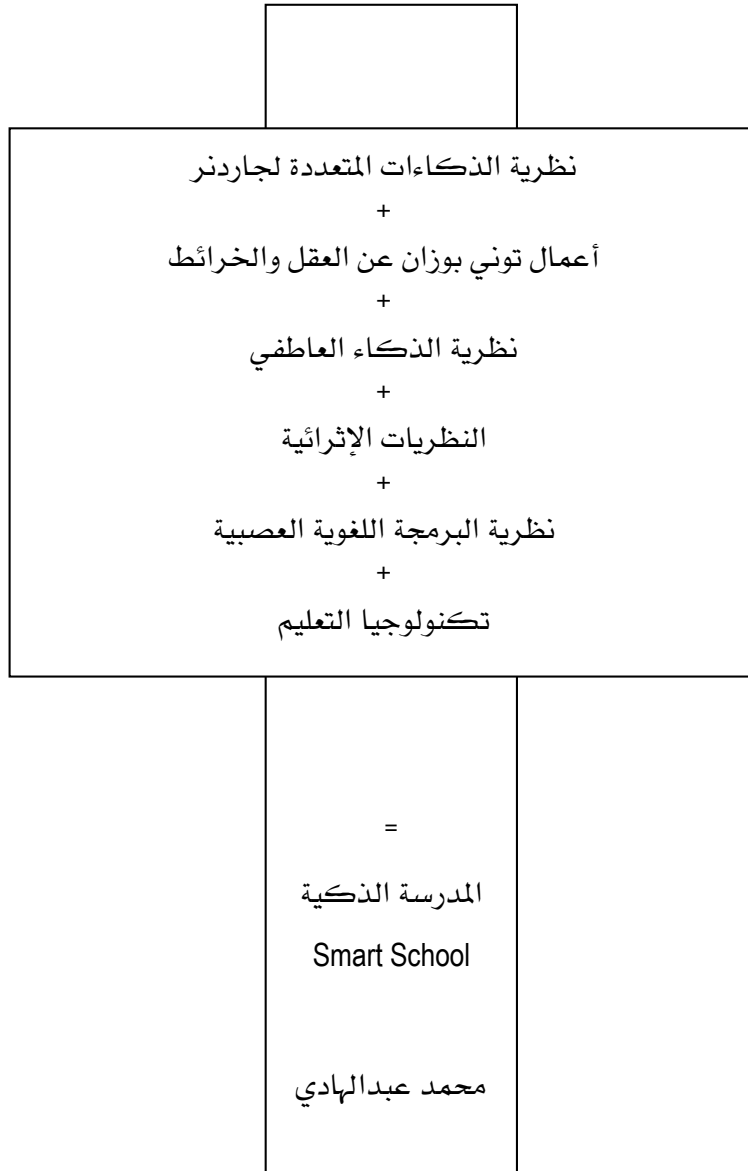 نظرية الذكاءات المتعددة لجاردنر
+
أعمال توني بوزان عن العقل والخرائط
+
نظرية الذكاء العاطفي
+
النظريات الإثرائية
+
نظرية البرمجة اللغوية العصبية
+
تكنولوجيا التعليم
=
المدرسة الذكية
Smart School
محمد عبدالهادي